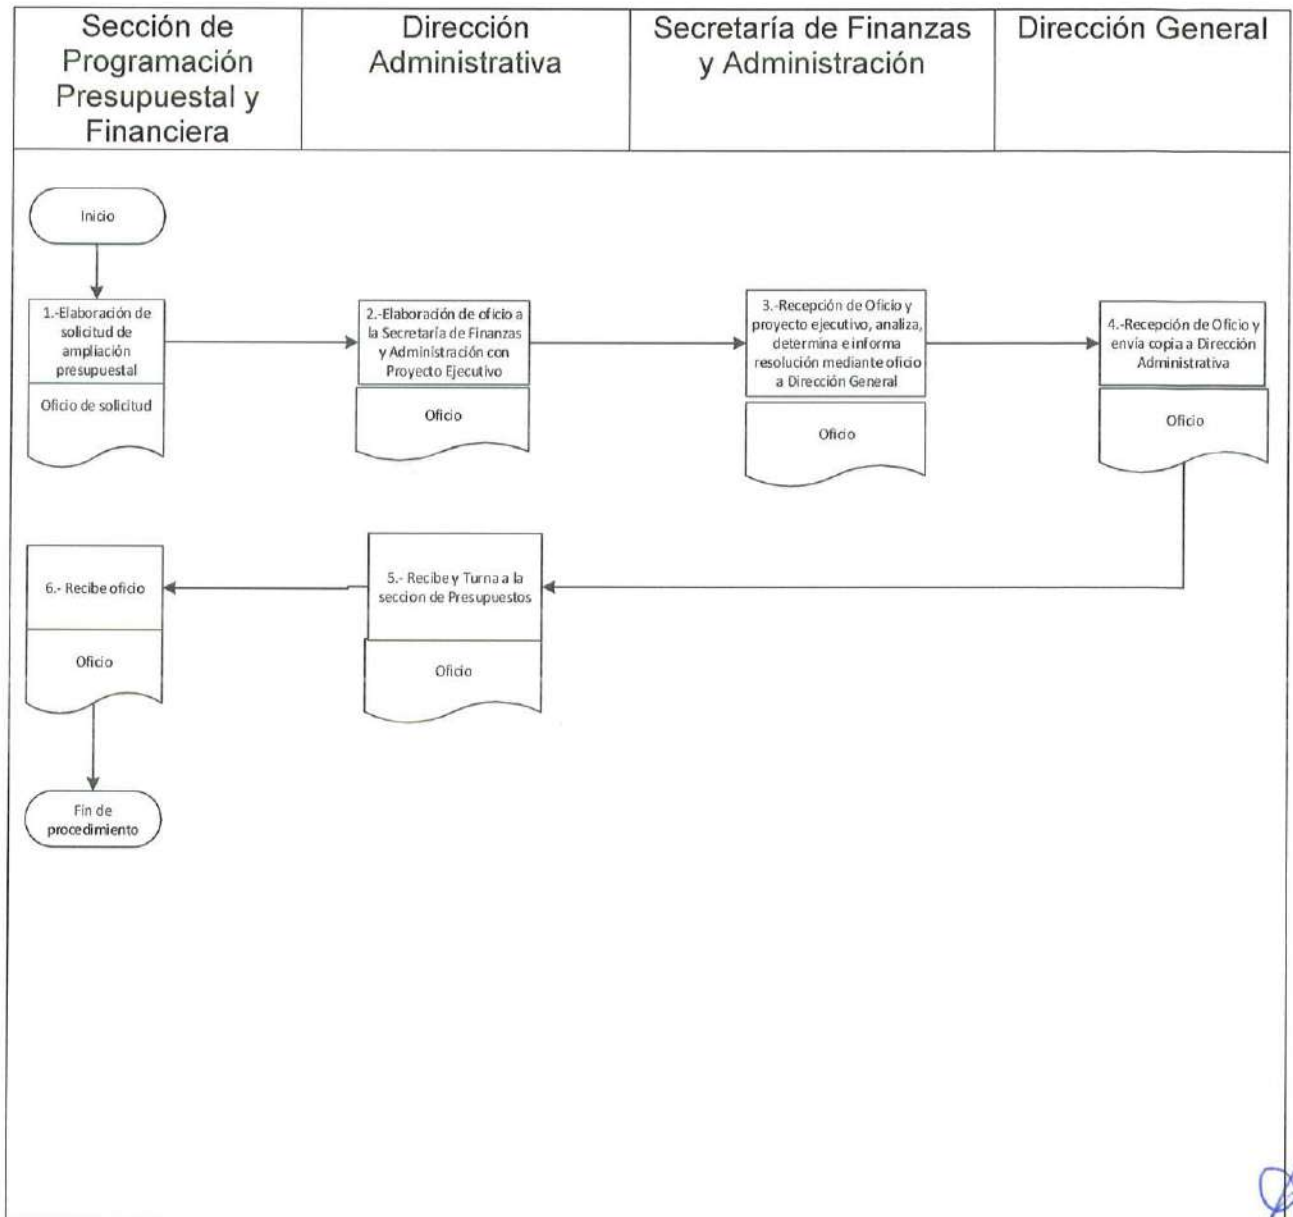 Sección de
Programación
Presupuestal y
Financiera
Dirección
Administrativa
Secretaría de Finanzas
y Administración
Dirección General
Inicio
1.-Elaboración de
solicitud de
ampliación
presupuestal
Oficio de solicitud
2.-Elaboración de oficio a
la Secretaría de Finanzas
y Administración con
Proyecto Ejecutivo
Oficio
3.-Recepción de Oficio y
proyecto ejecutivo, analiza,
determina e informa
resolución mediante oficio
a Dirección General
Oficio
4.-Recepción de Oficio y
envía copia a Dirección
Administrativa
Oficio
6.- Recibe oficio
Oficio
5.- Recibe y Turna a la
seccion de Presupuestos
Oficio
Fin de
procedimiento